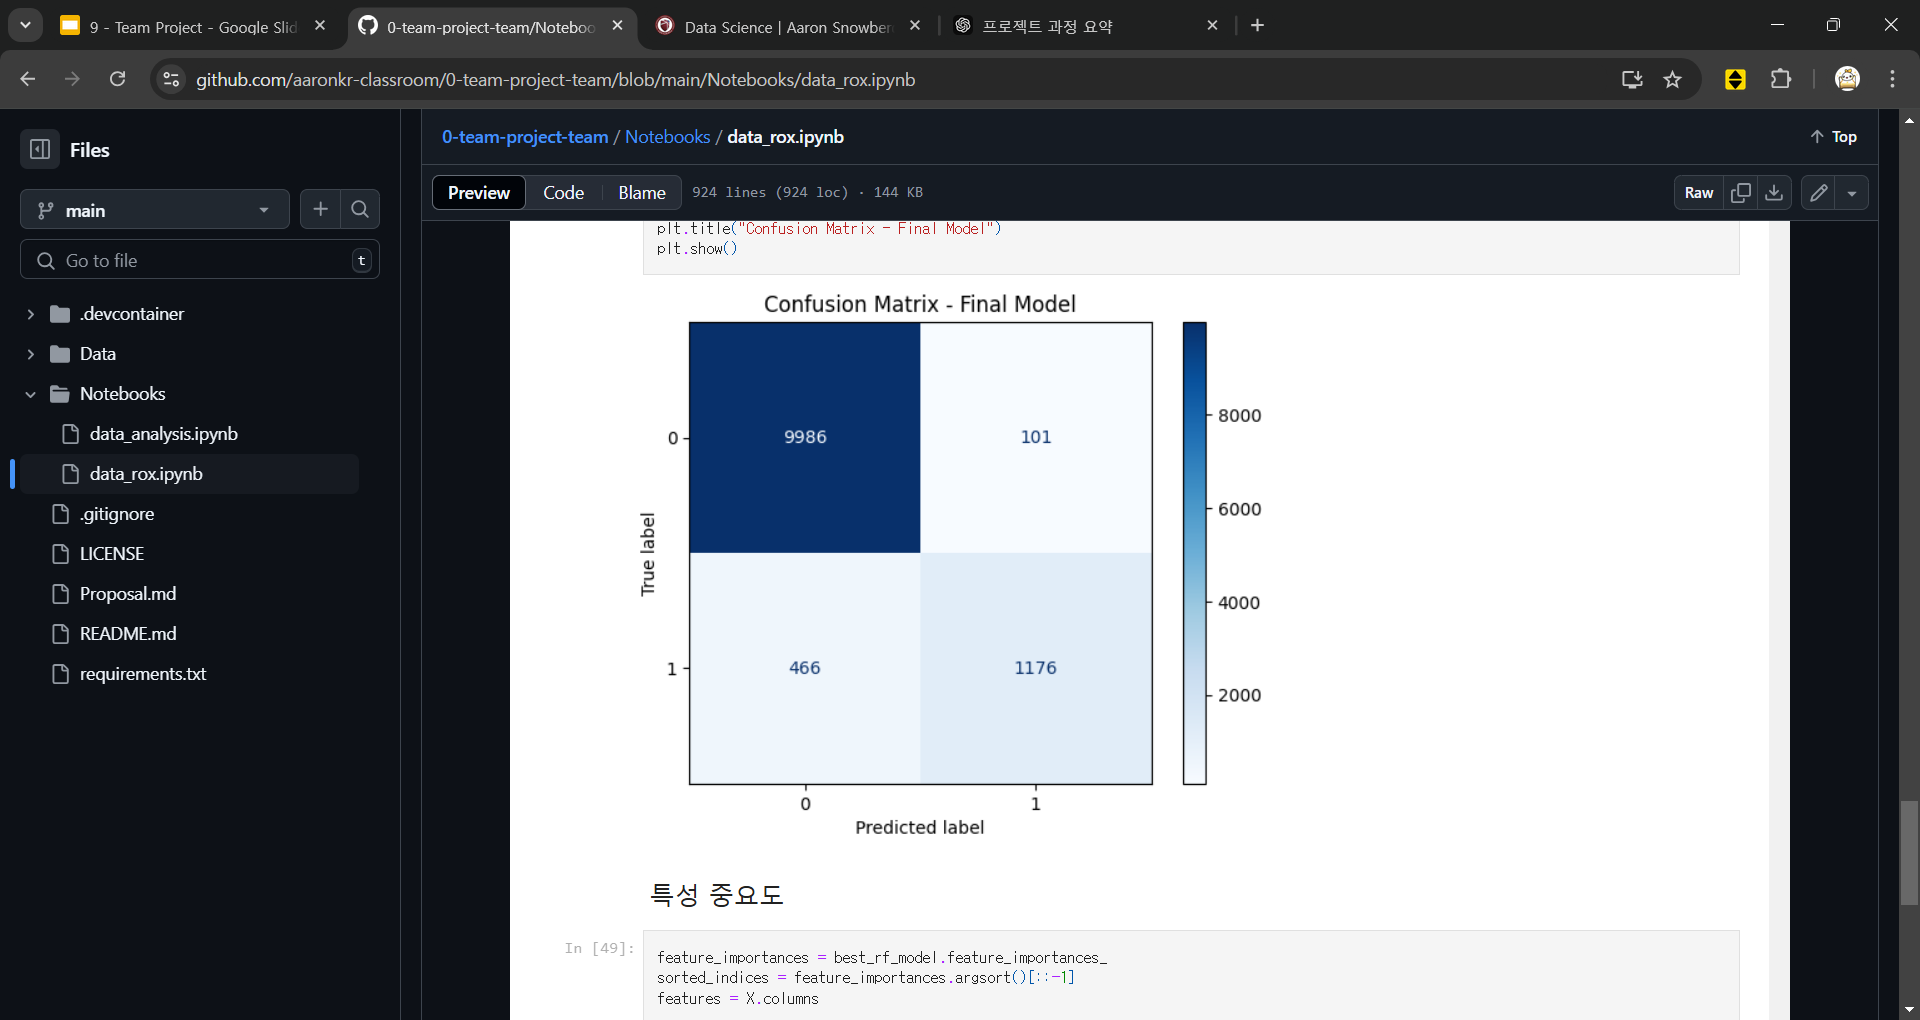 9 - Team Project - Google Slid
0-team-project-team/Noteboo
Data Science | Aaron Snowber
프로젝트 과정 요약
github.com/aaronkr-classroom/0-team-project-team/blob/main/Notebooks/data_rox.ipynb
Files
main
Go to file
t
.devcontainer
Data
Notebooks
data_analysis.ipynb
data_rox.ipynb
.gitignore
LICENSE
Proposal.md
README.md
requirements.txt
0-team-project-team / Notebooks / data_rox.ipynb
Top
Preview
Code
Blame
924 lines (924 loc) · 144 KB
Raw
plt.title("Confusion Matrix - Final Model")
plt.show()
Confusion Matrix - Final Model
9986
101
466
1176
0
1
True label
0
1
Predicted label
8000
6000
4000
2000
특성 중요도
In [49]:
feature_importances = best_rf_model.feature_importances_
sorted_indices = feature_importances.argsort()[::-1]
features = X.columns